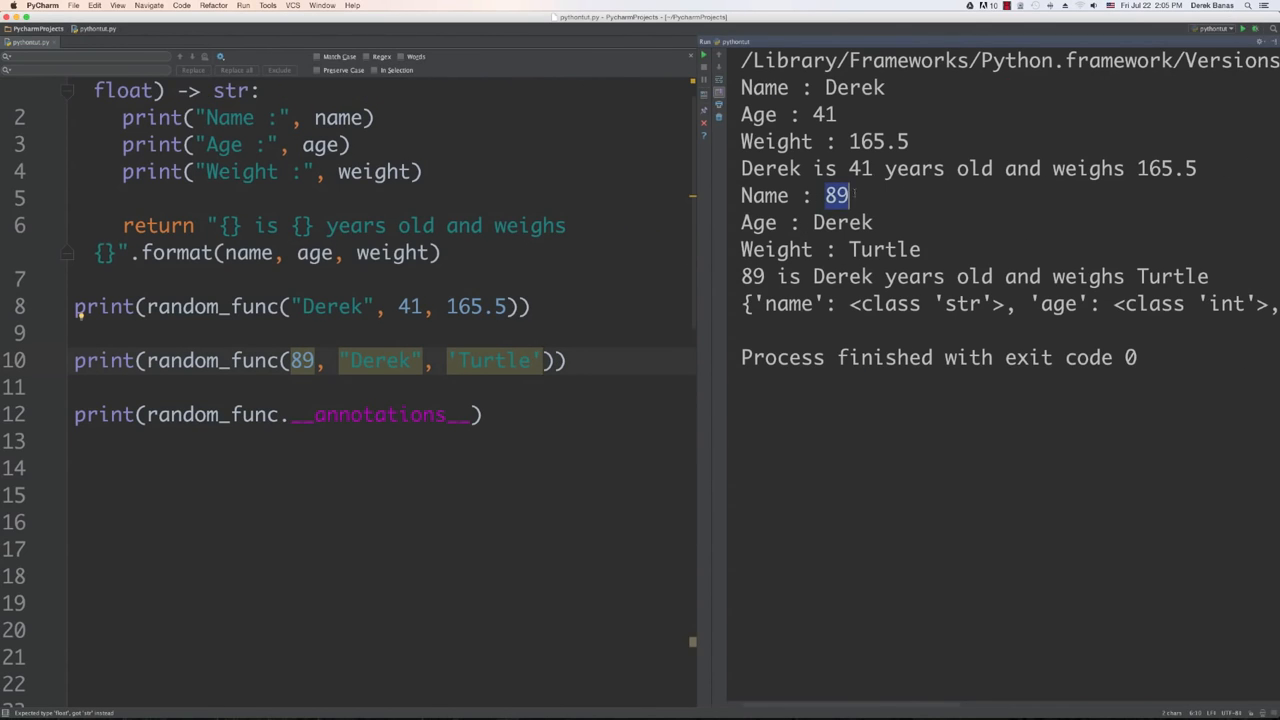 PyCharm File Edit View Navigate Code Refactor Run Tools VCS Window Help
10 Fri Jul 22 2:05 PM Derek Banas
pythontut.py - PycharmProjects - [~/PycharmProjects]
PycharmProjects pythontut.py
pythontut
pythontut.py
Match Case Regex Words
Replace Replace all Exclude Preserve Case In Selection
float) -> str:
2 print("Name :", name)
3 print("Age :", age)
4 print("Weight :", weight)
5
6 return "{} is {} years old and weighs
{}".format(name, age, weight)
7
8 print(random_func("Derek", 41, 165.5))
9
10 print(random_func(89, "Derek", 'Turtle'))
11
12 print(random_func.__annotations__)
13
14
15
16
17
18
19
20
21
22
Run pythontut
/Library/Frameworks/Python.framework/Versions
Name : Derek
Age : 41
Weight : 165.5
Derek is 41 years old and weighs 165.5
Name : 89
Age : Derek
Weight : Turtle
89 is Derek years old and weighs Turtle
{'name': <class 'str'>, 'age': <class 'int'>,
Process finished with exit code 0
Expected type 'float', got 'str' instead
2 chars 6:10 LF≠ UTF-8≠